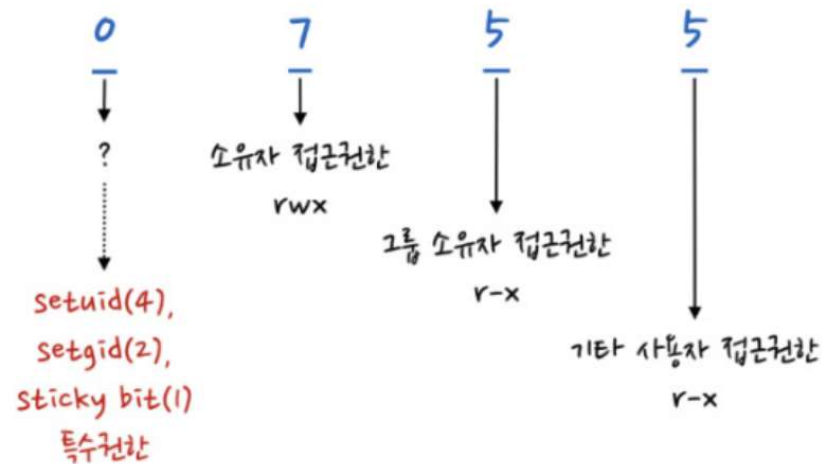 0 7 5 5
?
소유자 접근권한
rwx
그룹 소유자 접근권한
r-x
setuid(4),
setgid(2),
sticky bit(1)
특수권한
기타 사용자 접근권한
r-x